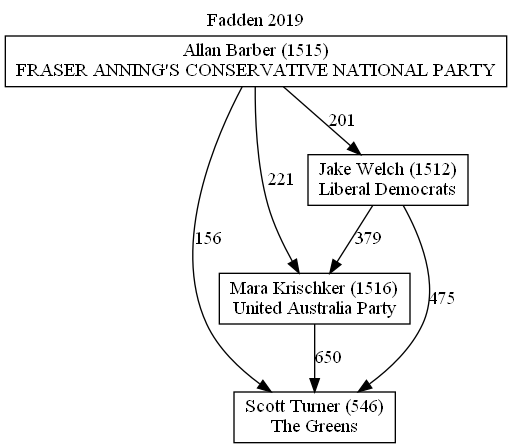 Fadden 2019
Allan Barber (1515)
FRASER ANNING'S CONSERVATIVE NATIONAL PARTY
201
Jake Welch (1512)
Liberal Democrats
221
156
379
Mara Krischker (1516)
United Australia Party
475
650
Scott Turner (546)
The Greens